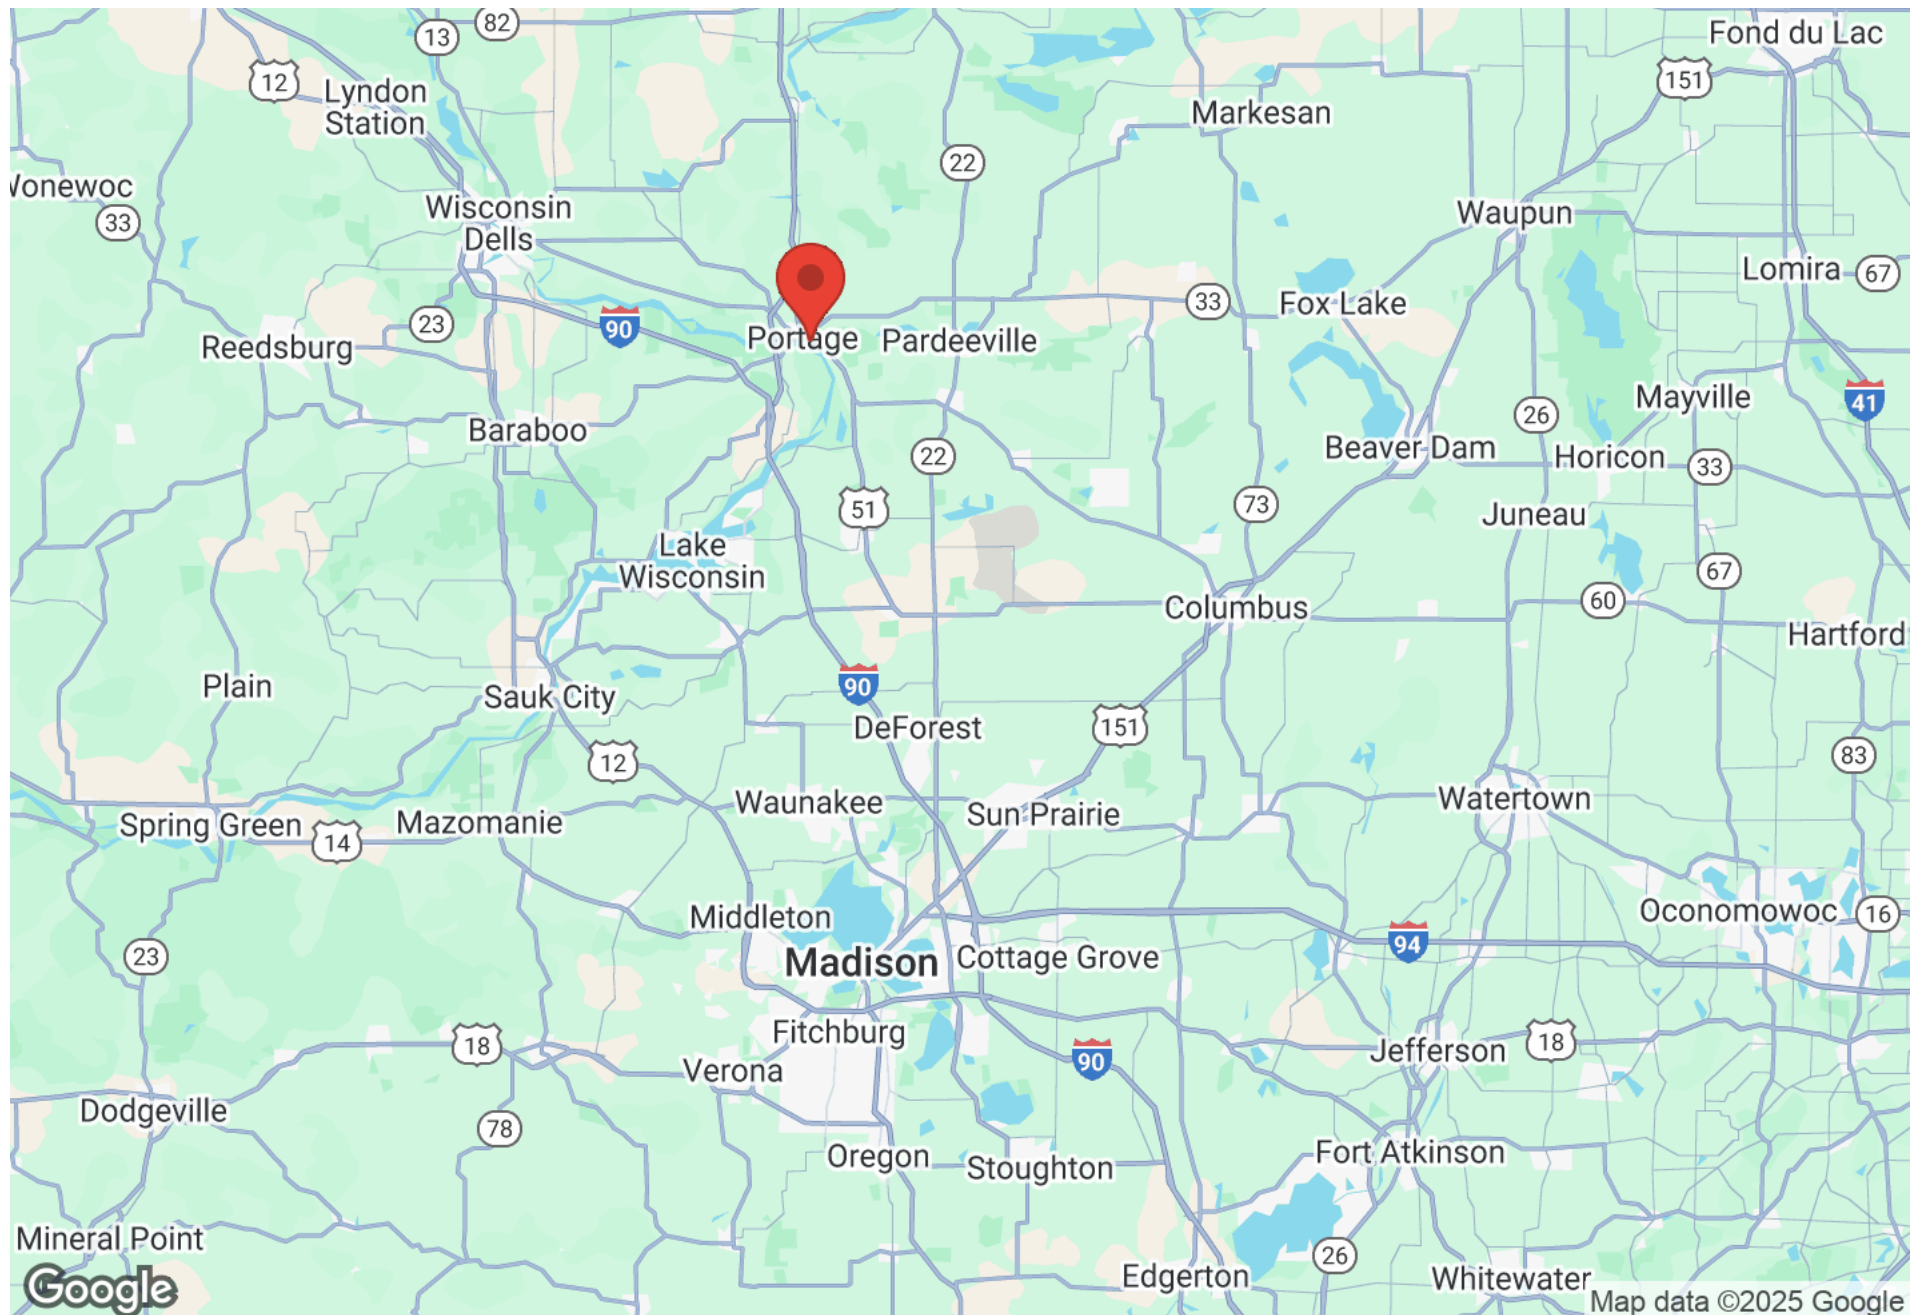 82
13
Fond du Lac
12
151
Lyndon
Station
Markesan
22
Wonewoc
33
Wisconsin
Dells
Waupun
Lomira
67
33
Fox Lake
23
90
Portage
Pardeeville
Reedsburg
Mayville
41
26
Baraboo
Beaver Dam
Horicon
33
22
51
73
Juneau
Lake
Wisconsin
67
60
Columbus
Hartford
Plain
90
Sauk City
DeForest
151
12
83
Waunakee
Sun Prairie
Watertown
Spring Green
14
Mazomanie
Middleton
Oconomowoc
16
23
Madison
Cottage Grove
94
Fitchburg
18
90
Jefferson
18
Verona
Dodgeville
78
Oregon
Stoughton
Fort Atkinson
Mineral Point
26
Edgerton
Whitewater
Google
Map data ©2025 Google